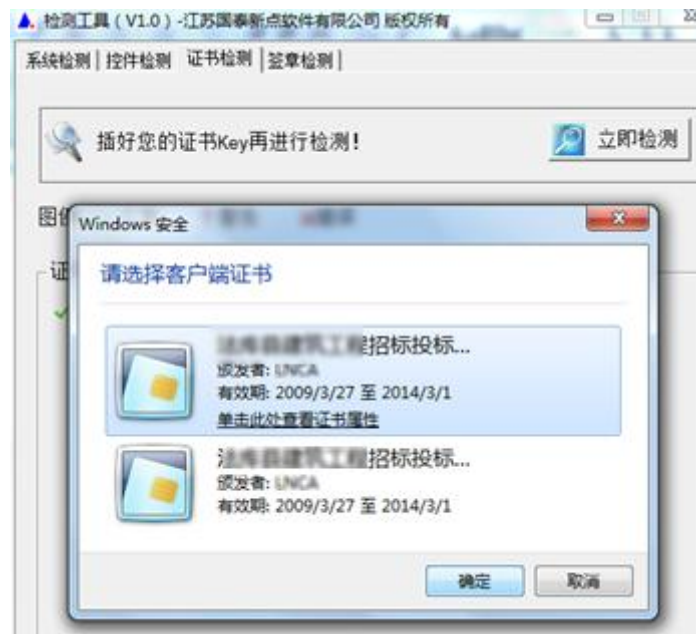 检测工具（V1.0）-江苏国泰新点软件有限公司 版权所有
系统检测 控件检测 证书检测 签章检测
插好您的证书Key再进行检测！
立即检测
Windows 安全
请选择客户端证书
招标投标...
颁发者: LNCA
有效期: 2009/3/27 至 2014/3/1
单击此处查看证书属性
招标投标...
颁发者: LNCA
有效期: 2009/3/27 至 2014/3/1
确定
取消